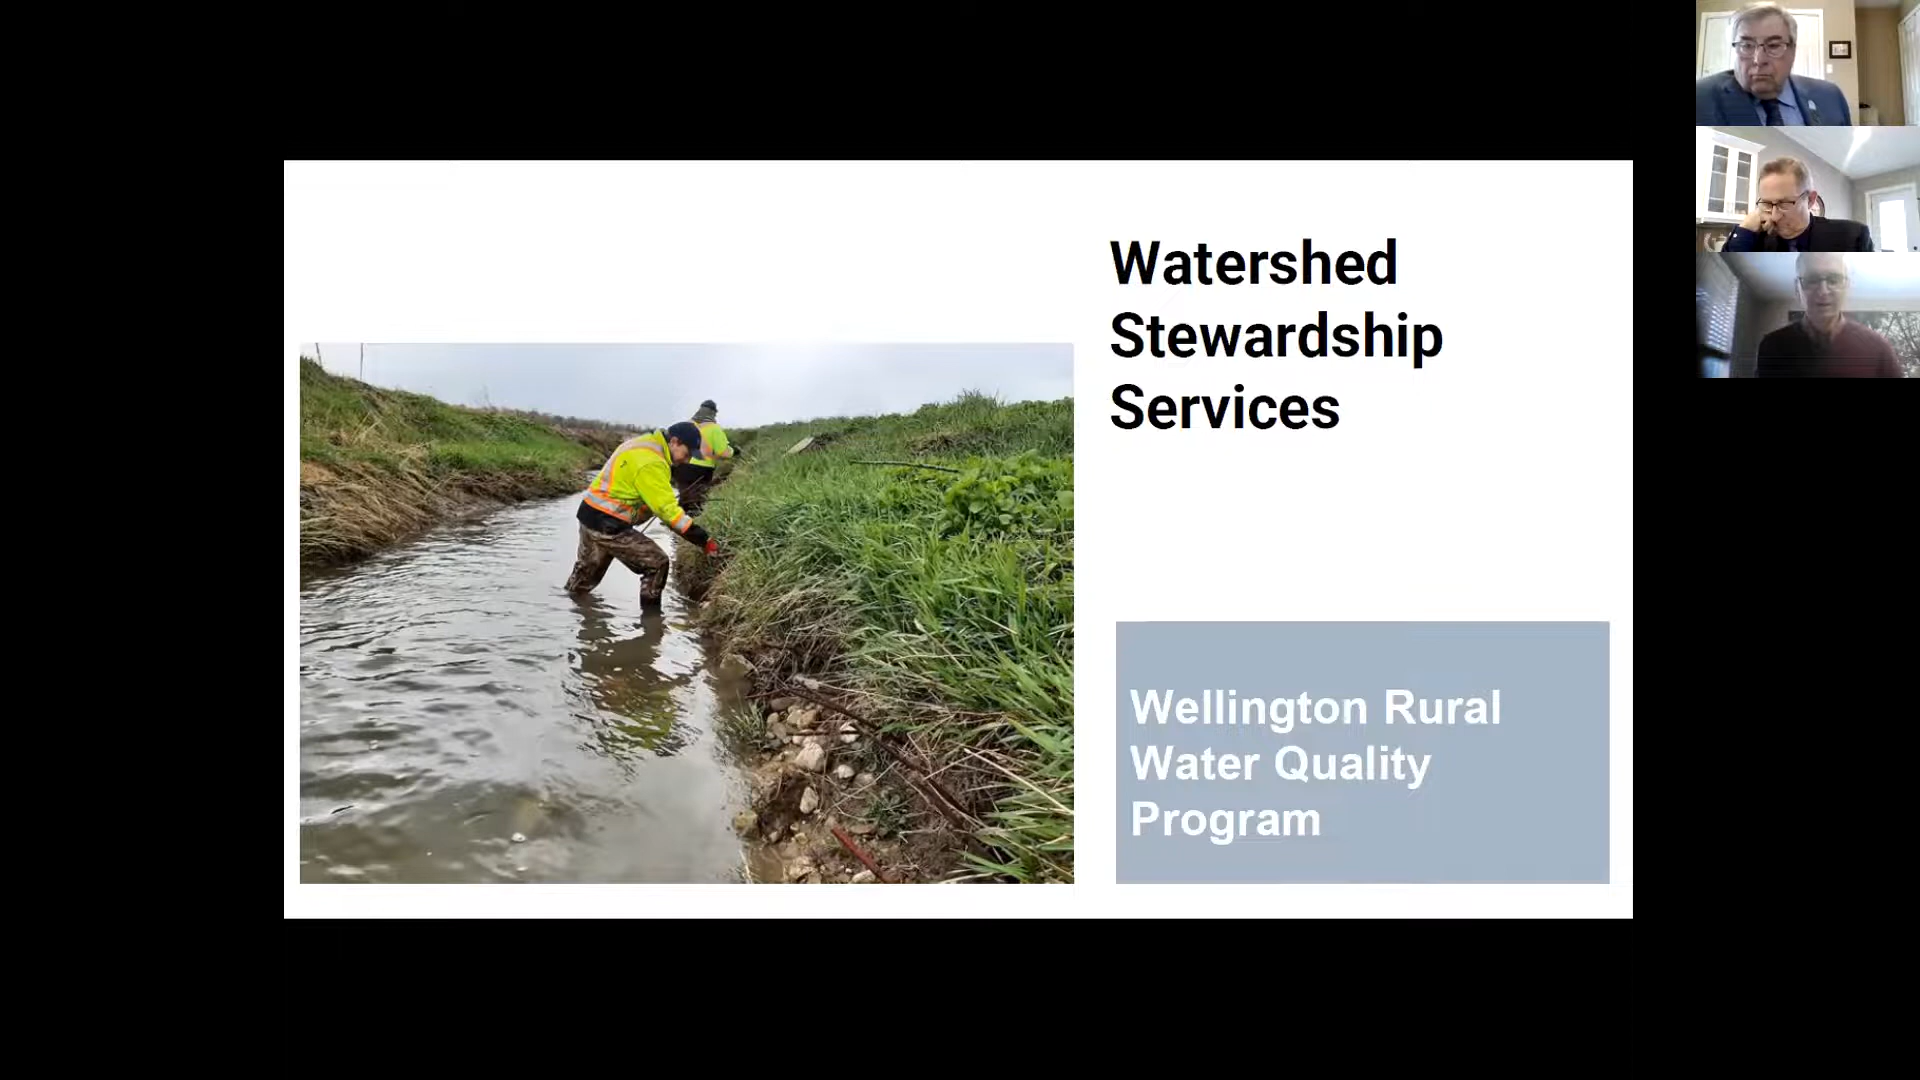 Watershed
Stewardship
Services
Wellington Rural
Water Quality
Program